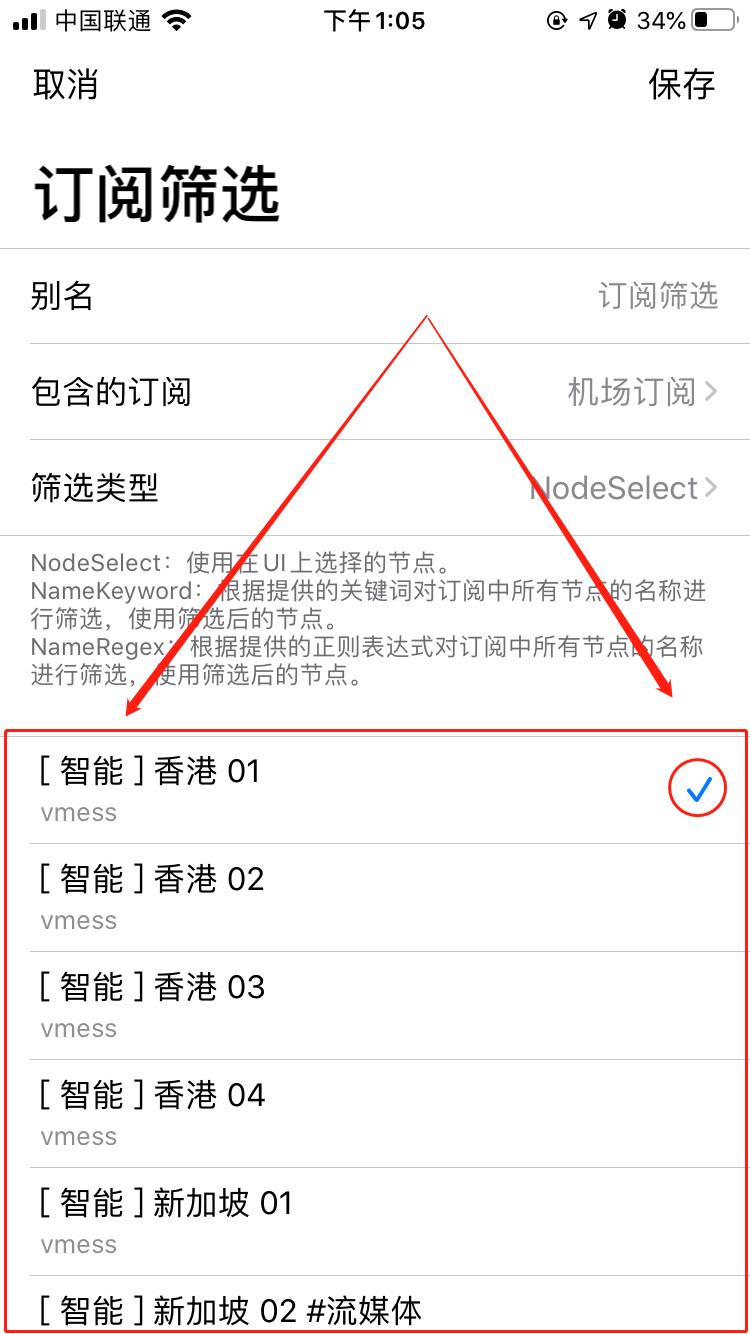 中国联通 下午1:05 34%
取消 保存
订阅筛选
别名 订阅筛选
包含的订阅 机场订阅
筛选类型 NodeSelect
NodeSelect：使用在UI上选择的节点。
NameKeyword：根据提供的关键词对订阅中所有节点的名称进
行筛选，使用筛选后的节点。
NameRegex：根据提供的正则表达式对订阅中所有节点的名称
进行筛选，使用筛选后的节点。
[ 智能 ] 香港 01
vmess
[ 智能 ] 香港 02
vmess
[ 智能 ] 香港 03
vmess
[ 智能 ] 香港 04
vmess
[ 智能 ] 新加坡 01
vmess
[ 智能 ] 新加坡 02 #流媒体